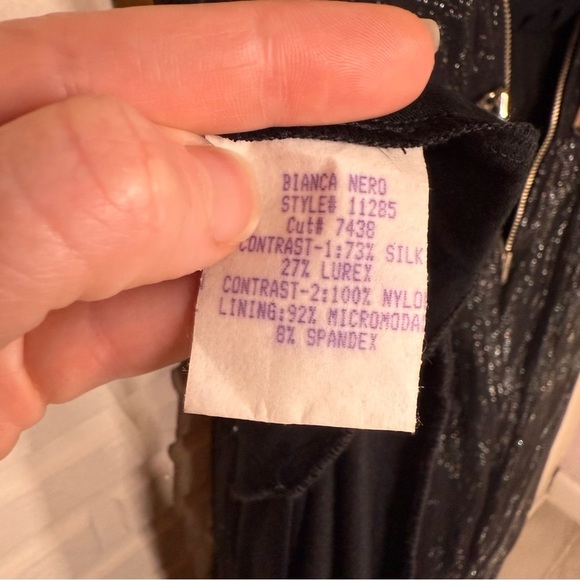 BIANCA NERO
STYLE# 11285
Cut# 7438
CONTRAST-1:73% SILK
27% LUREX
CONTRAST-2:100% NYLO
LINING:92% MICROMODA
8% SPANDEX